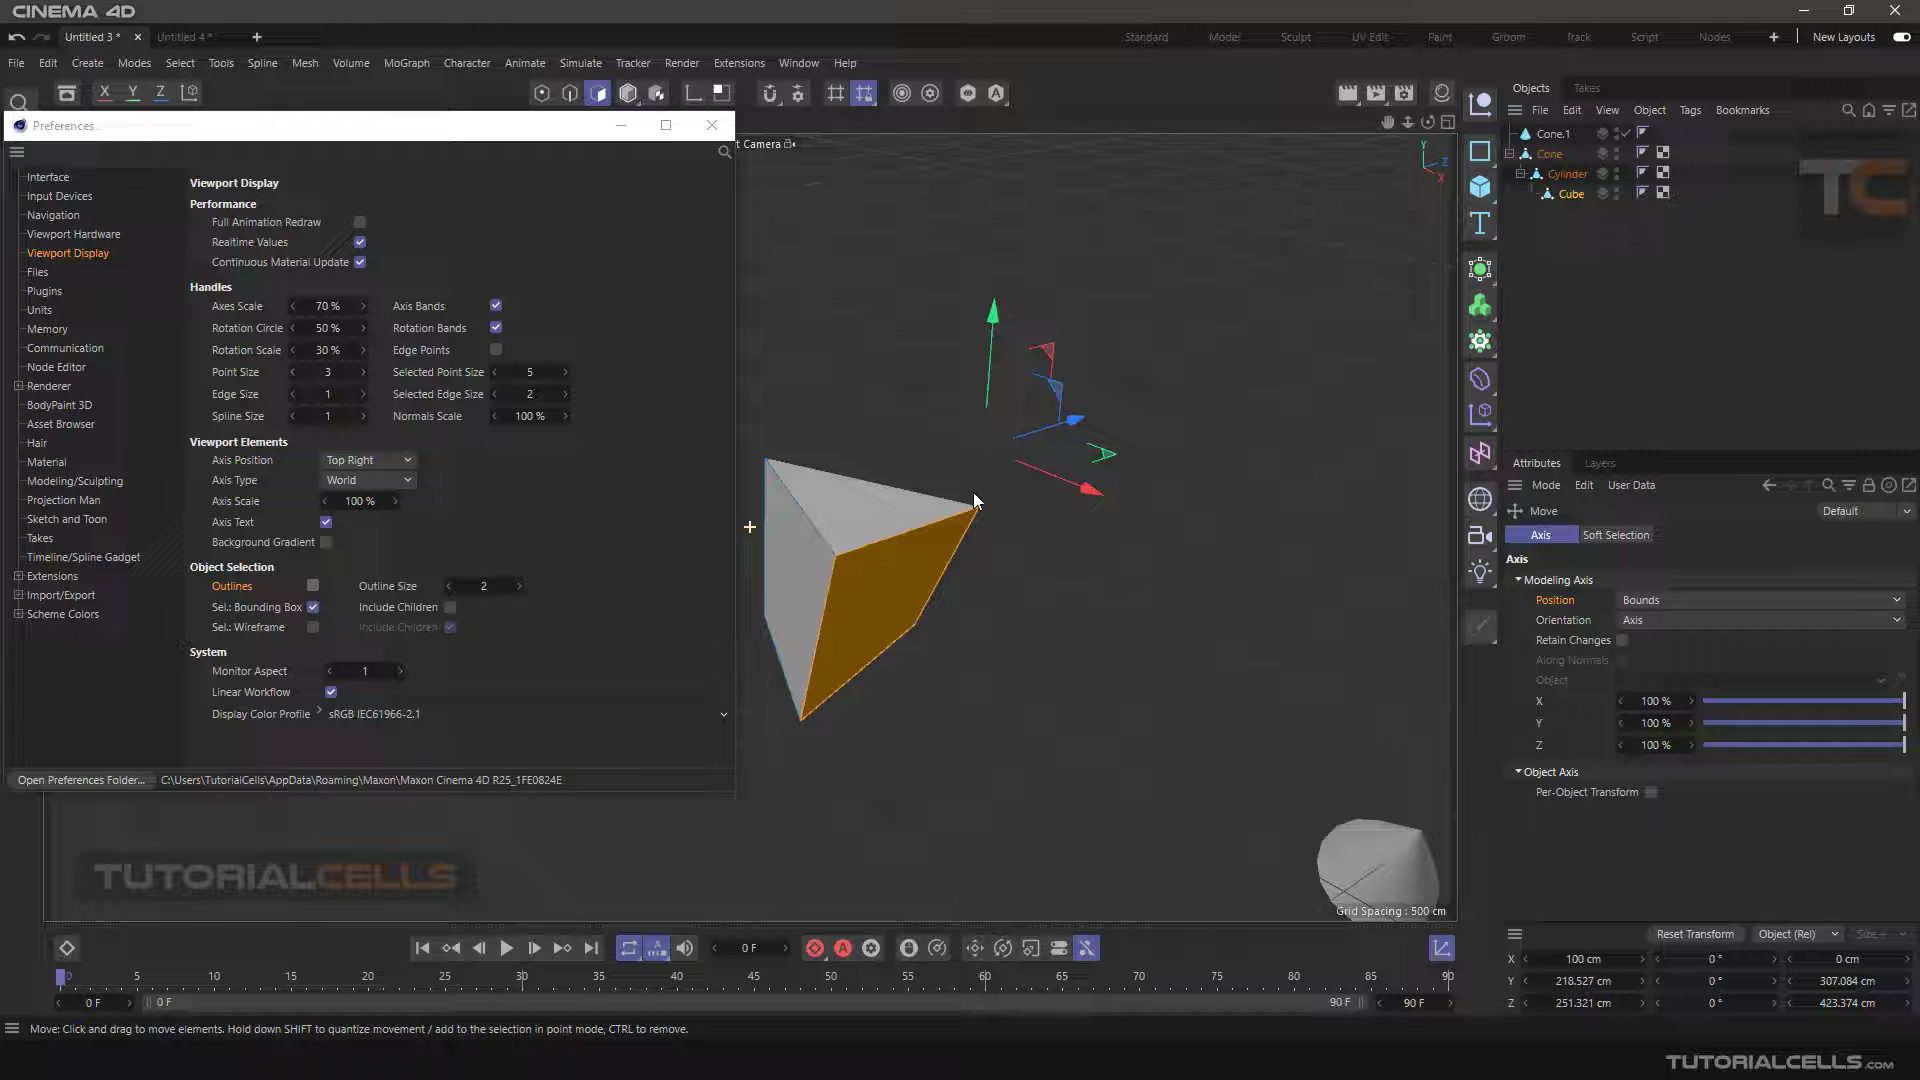 CINEMA 4D
Untitled 3 *
Untitled 4 *
Standard
Model
Sculpt
UV Edit
Paint
Groom
Track
Script
Nodes
New Layouts
File Edit Create Modes Select Tools Spline Mesh Volume MoGraph Character Animate Simulate Tracker Render Extensions Window Help
X Y Z
Preferences...
Interface
Input Devices
Navigation
Viewport Hardware
Viewport Display
Files
Plugins
Units
Memory
Communication
Node Editor
Renderer
BodyPaint 3D
Asset Browser
Hair
Material
Modeling/Sculpting
Projection Man
Sketch and Toon
Takes
Timeline/Spline Gadget
Extensions
Import/Export
Scheme Colors
Viewport Display
Performance
Full Animation Redraw
Realtime Values
Continuous Material Update
Handles
Axes Scale 70 % Axis Bands
Rotation Circle 50 % Rotation Bands
Rotation Scale 30 % Edge Points
Point Size 3 Selected Point Size 5
Edge Size 1 Selected Edge Size 2
Spline Size 1 Normals Scale 100 %
Viewport Elements
Axis Position Top Right
Axis Type World
Axis Scale 100 %
Axis Text
Background Gradient
Object Selection
Outlines Outline Size 2
Sel.: Bounding Box Include Children
Sel.: Wireframe Include Children
System
Monitor Aspect 1
Linear Workflow
Display Color Profile sRGB IEC61966-2.1
Open Preferences Folder... C:\Users\TutorialCells\AppData\Roaming\Maxon\Maxon Cinema 4D R25_1FE0824E
t Camera
Y
Z
X
Grid Spacing : 500 cm
TUTORIALCELLS
Objects Takes
File Edit View Object Tags Bookmarks
Cone.1
Cone
Cylinder
Cube
TC
Attributes Layers
Mode Edit User Data
Move Default
Axis Soft Selection
Axis
Modeling Axis
Position Bounds
Orientation Axis
Retain Changes
Along Normals
Object
X 100 %
Y 100 %
Z 100 %
Object Axis
Per-Object Transform
Reset Transform Object (Rel) Size
X 100 cm 0 ° 0 cm
Y 218.527 cm 0 ° 307.084 cm
Z 251.321 cm 0 ° 423.374 cm
0 F
0 5 10 15 20 25 30 35 40 45 50 55 60 65 70 75 80 85 90
0 F 0 F 90 F 90 F
Move: Click and drag to move elements. Hold down SHIFT to quantize movement / add to the selection in point mode, CTRL to remove.
TUTORIALCELLS.COM